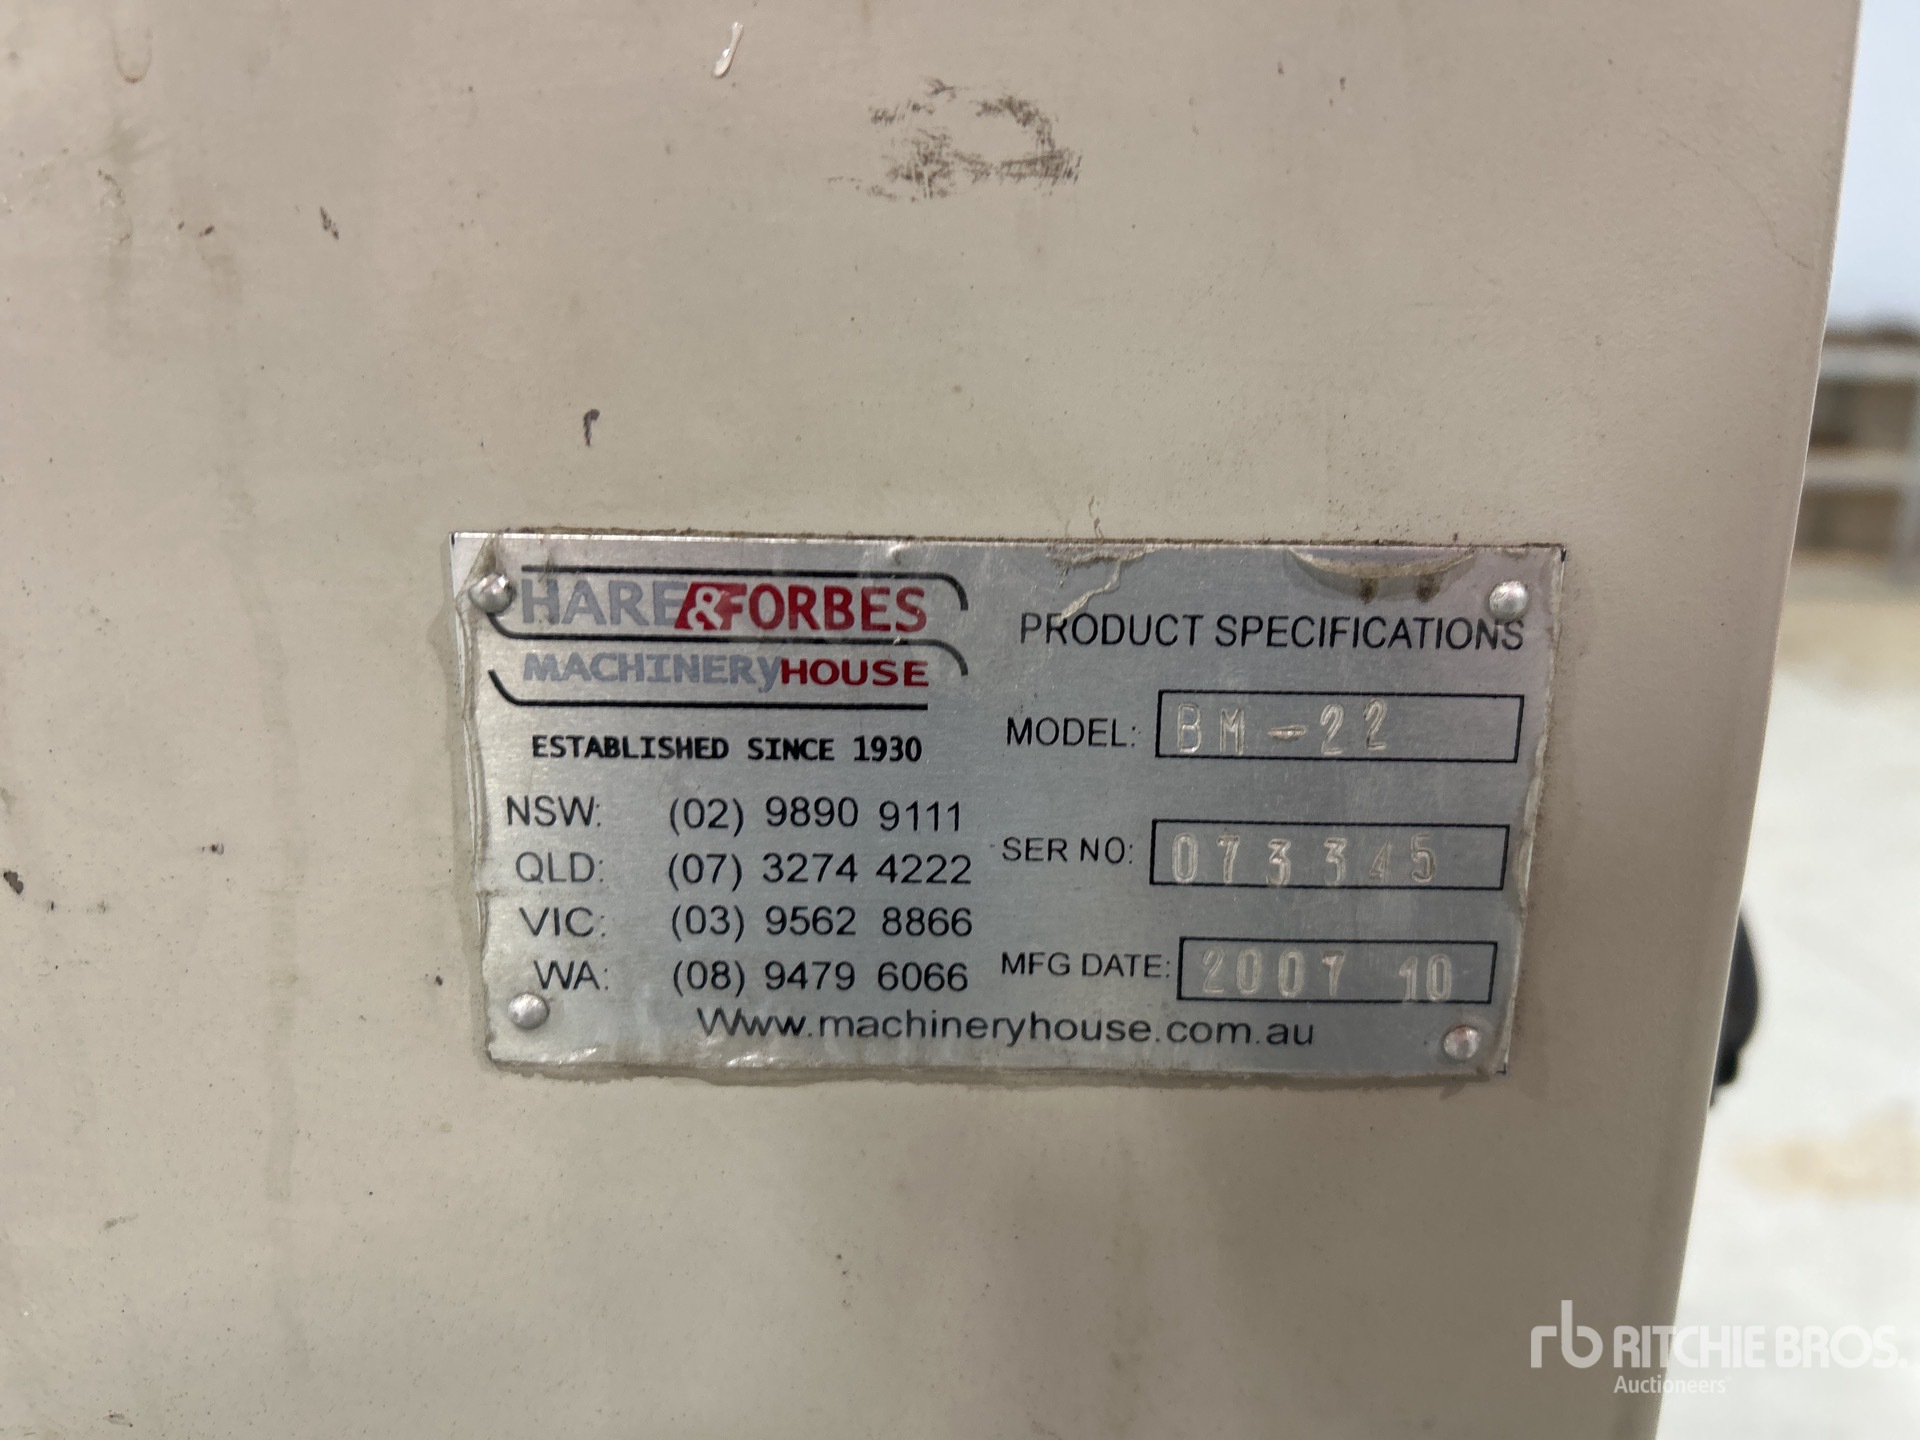 HARE & FORBES
MACHINERYHOUSE
ESTABLISHED SINCE 1930
NSW: (02) 9890 9111
QLD: (07) 3274 4222
VIC: (03) 9562 8866
WA: (08) 9479 6066
PRODUCT SPECIFICATIONS
MODEL: BM-22
SER NO: 073345
MFG DATE: 2007 10
Www.machineryhouse.com.au
rb RITCHIE BROS.
Auctioneers